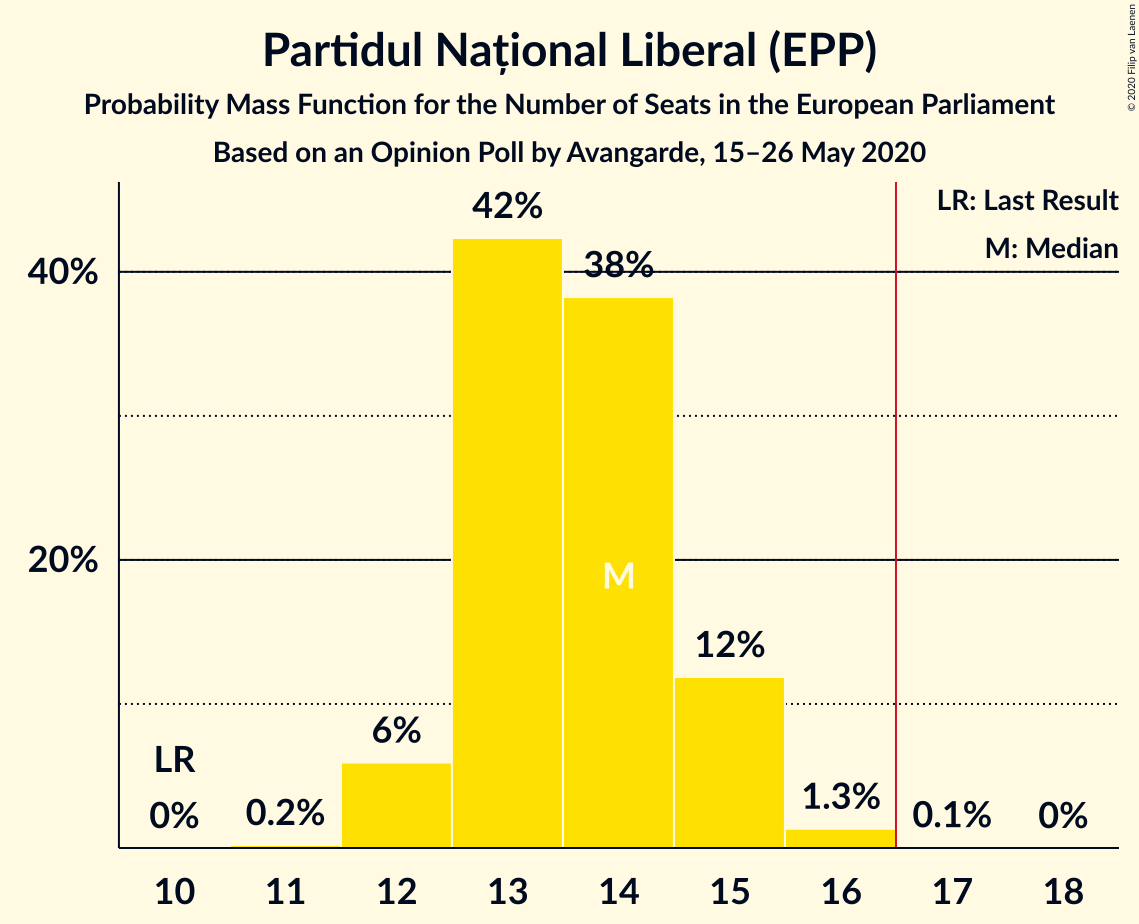 Partidul Național Liberal (EPP)
Probability Mass Function for the Number of Seats in the European Parliament
Based on an Opinion Poll by Avangarde, 15–26 May 2020
© 2020 Filip van Laenen
LR: Last Result
M: Median
42%
40%
38%
20%
M
12%
6%
LR
0%
0.2%
1.3%
0.1%
0%
10 11 12 13 14 15 16 17 18